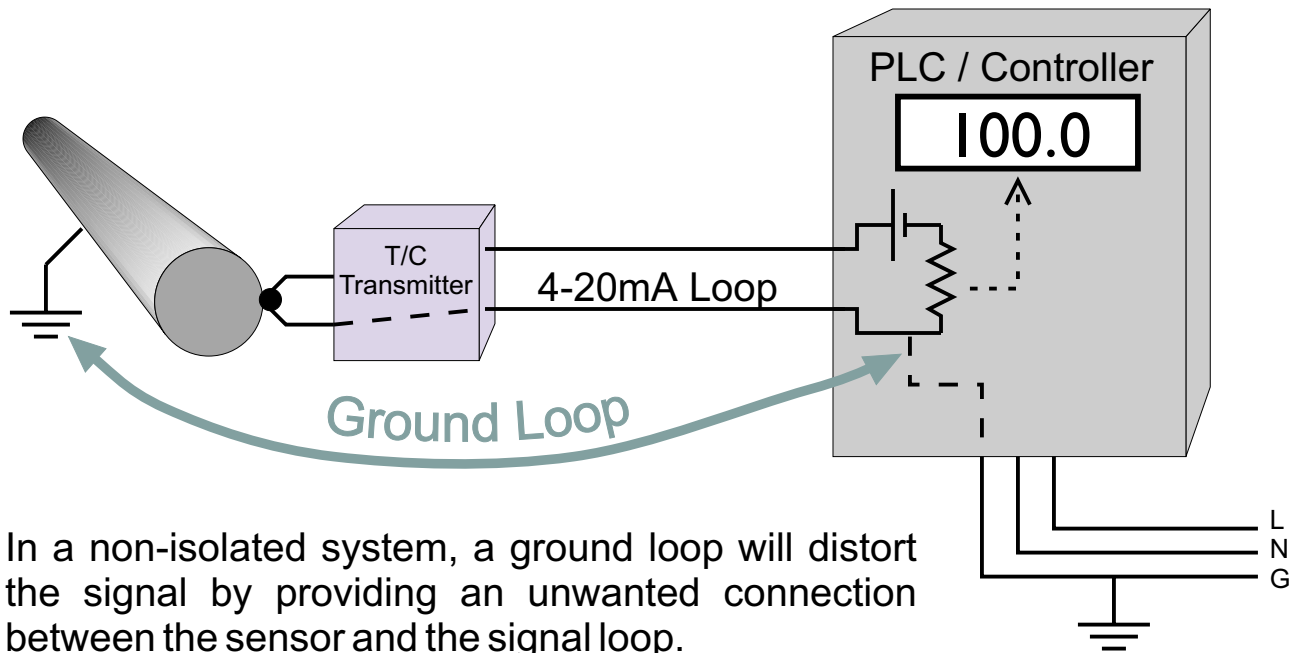 PLC / Controller
100.0
T/C
Transmitter
4-20mA Loop
Ground Loop
L
N
G
In a non-isolated system, a ground loop will distort
the signal by providing an unwanted connection
between the sensor and the signal loop.